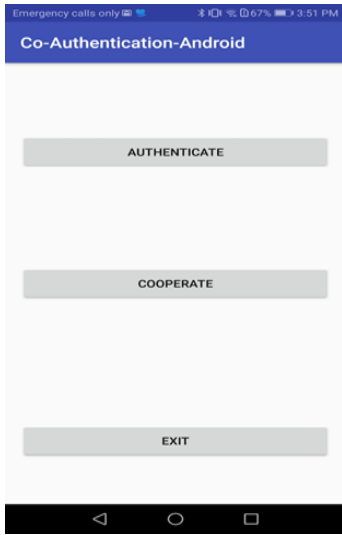 Emergency calls only 67% 3:51 PM
Co-Authentication-Android
AUTHENTICATE
COOPERATE
EXIT